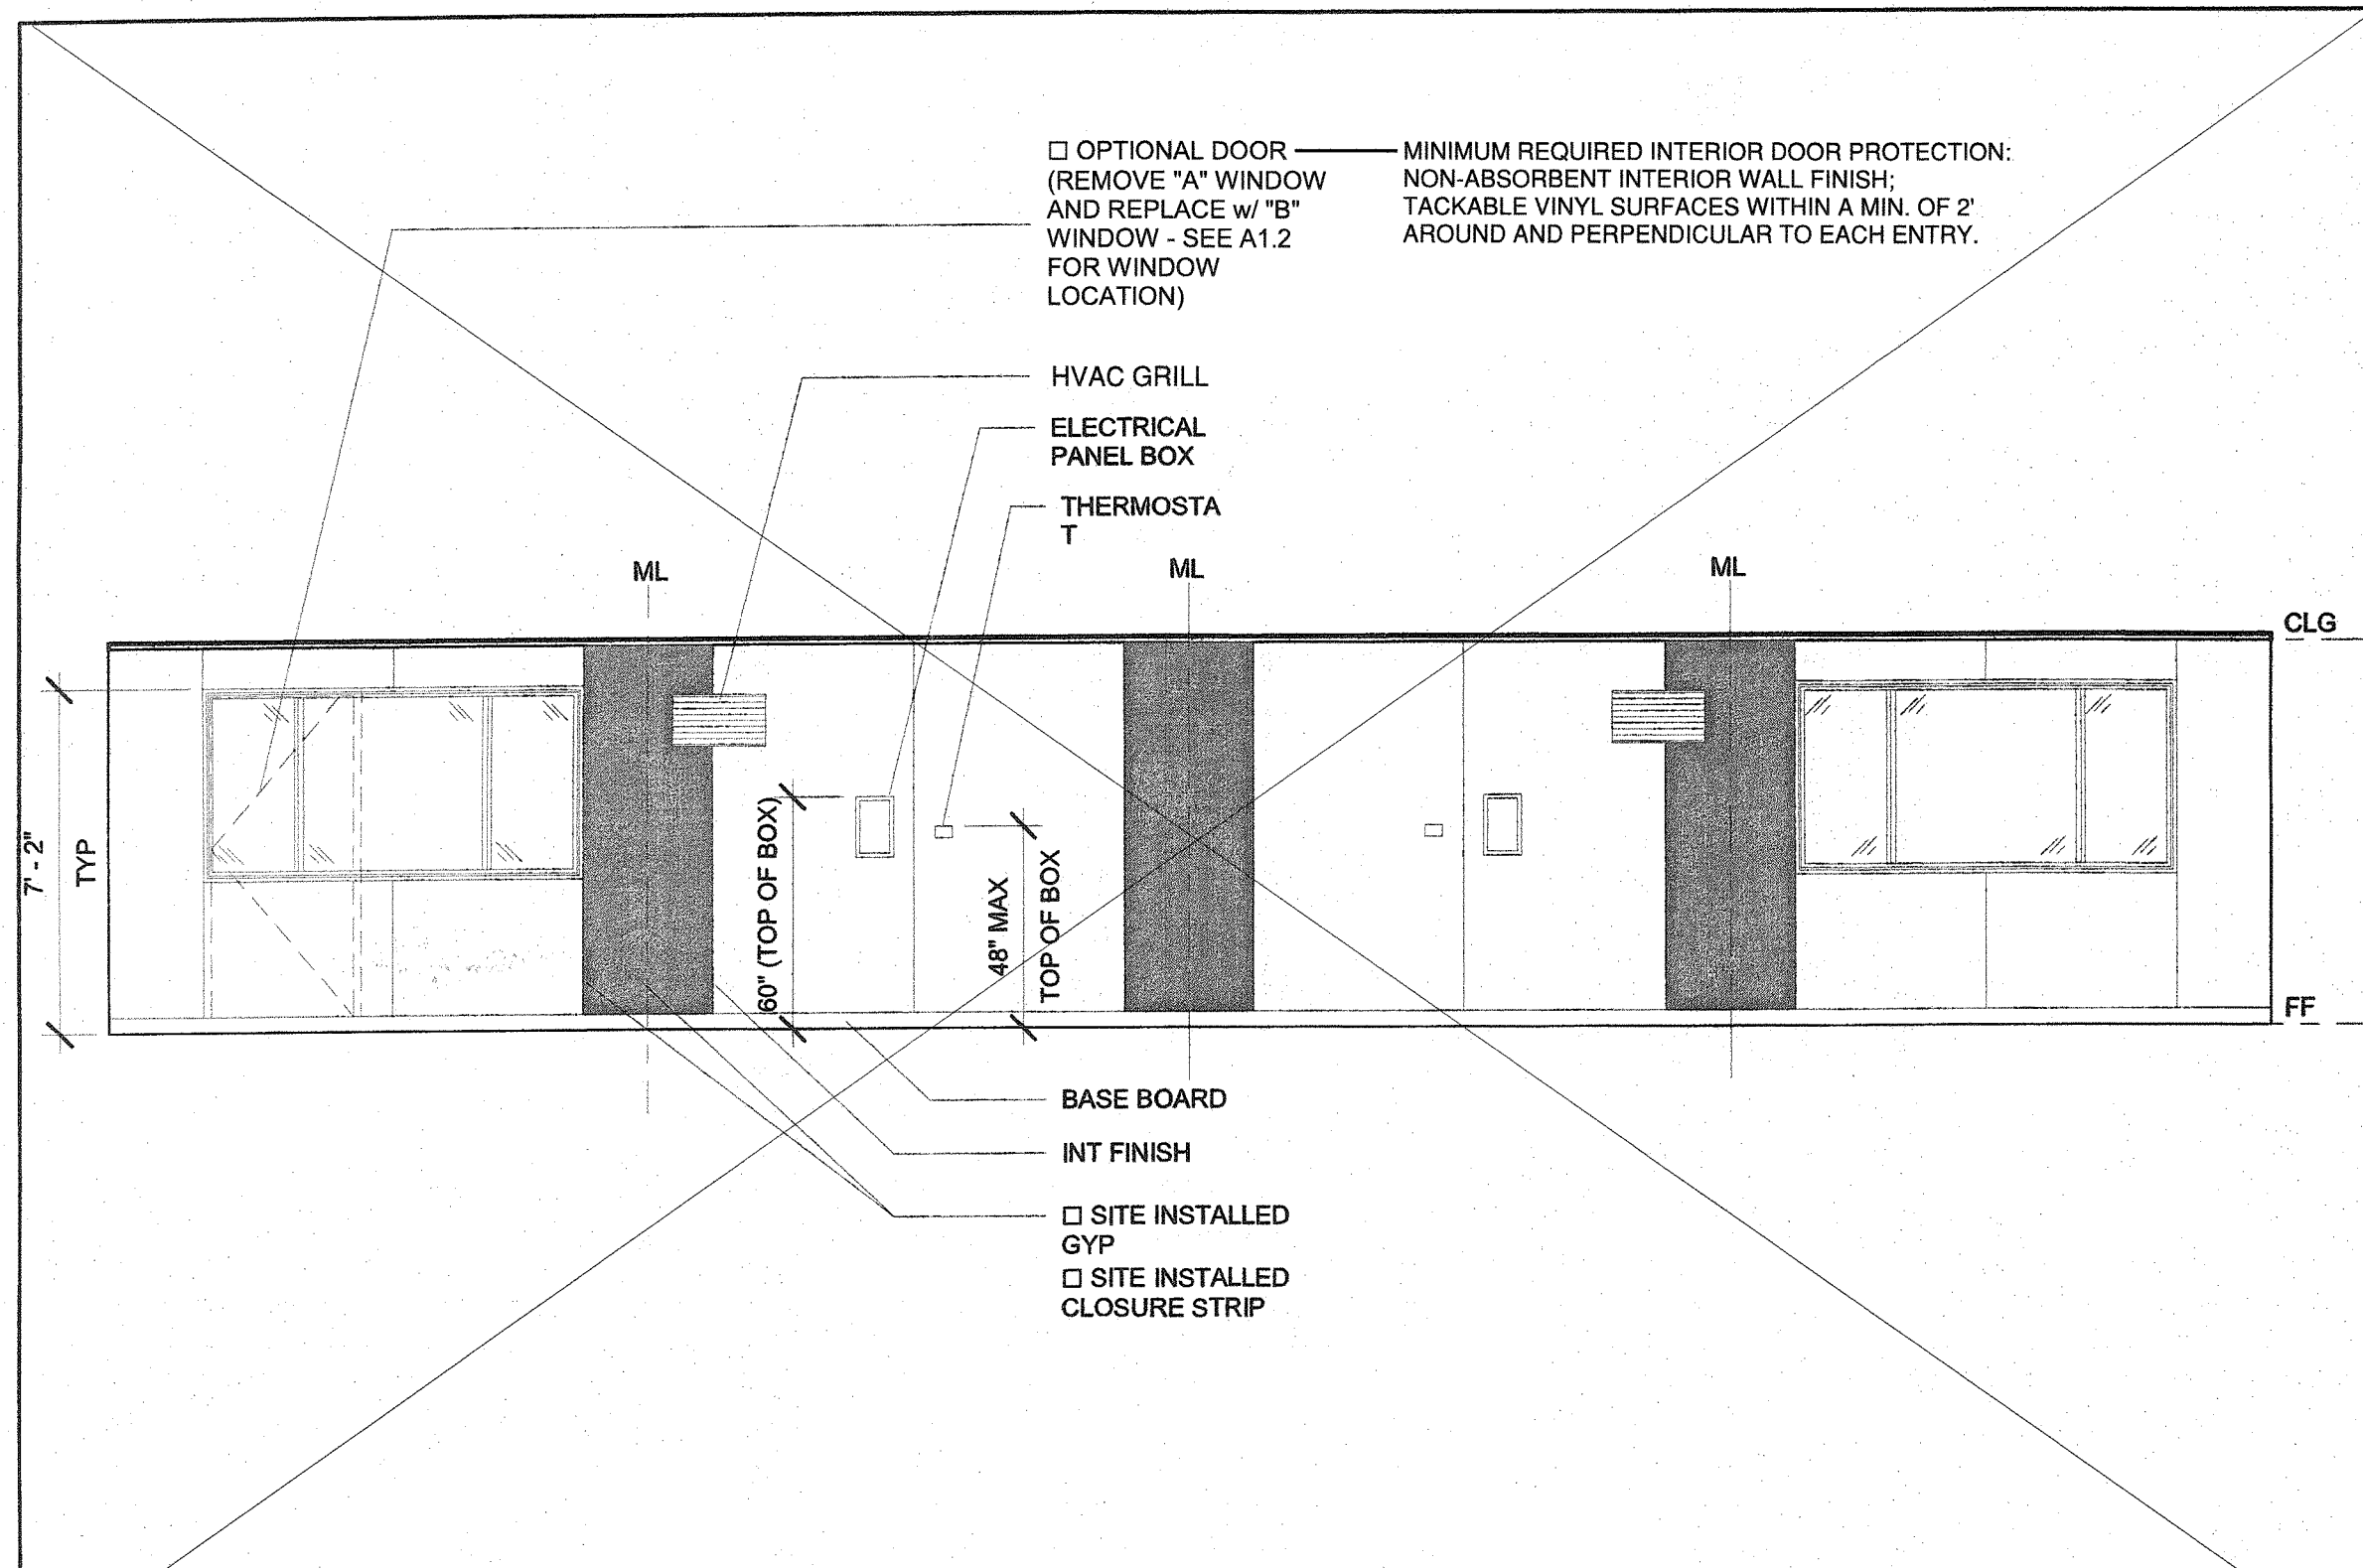 ☐ OPTIONAL DOOR
(REMOVE "A" WINDOW
AND REPLACE w/ "B"
WINDOW - SEE A1.2
FOR WINDOW
LOCATION)
MINIMUM REQUIRED INTERIOR DOOR PROTECTION:
NON-ABSORBENT INTERIOR WALL FINISH;
TACKABLE VINYL SURFACES WITHIN A MIN. OF 2'
AROUND AND PERPENDICULAR TO EACH ENTRY.
HVAC GRILL
ELECTRICAL
PANEL BOX
THERMOSTA
T
ML
ML
ML
CLG
7' - 2"
TYP
60" (TOP OF BOX)
48" MAX
TOP OF BOX
FF
BASE BOARD
INT FINISH
☐ SITE INSTALLED
GYP
☐ SITE INSTALLED
CLOSURE STRIP